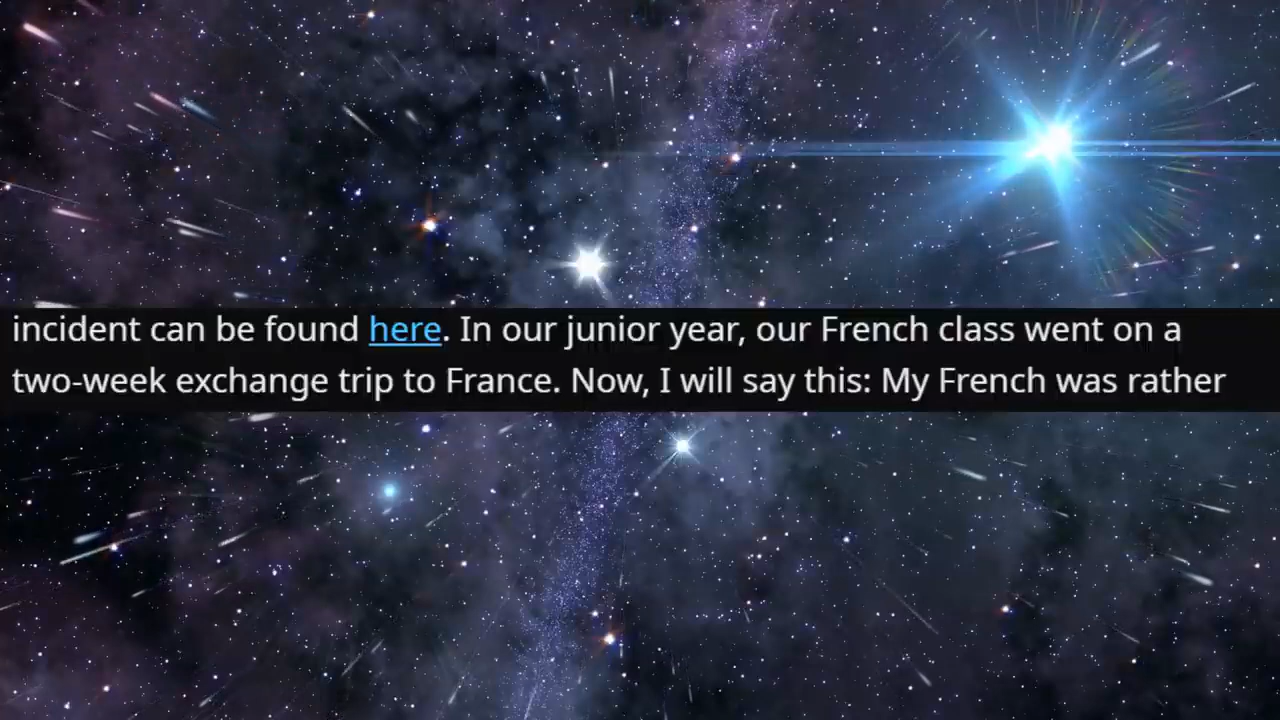 incident can be found here. In our junior year, our French class went on a
two-week exchange trip to France. Now, I will say this: My French was rather